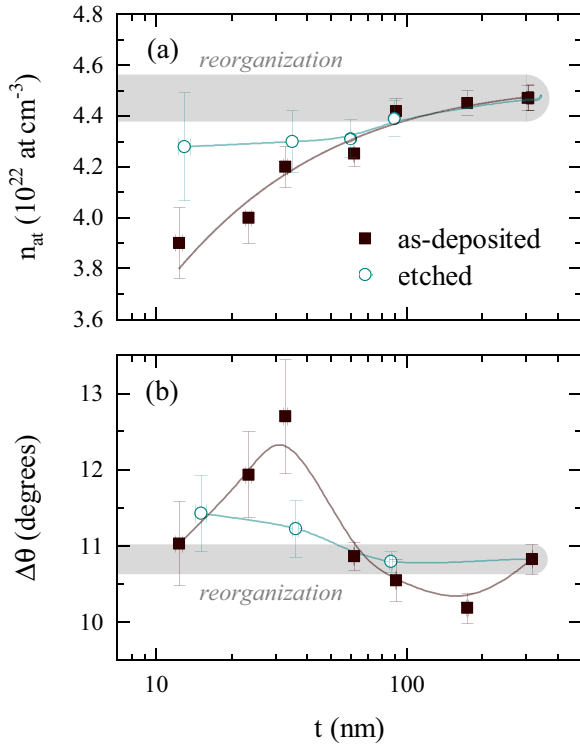 (a)
reorganization
4.8
4.6
4.4
4.2
4.0
3.8
3.6
n_at (10^22 at cm^-3)
as-deposited
etched
(b)
13
12
11
10
Δθ (degrees)
reorganization
10
100
t (nm)